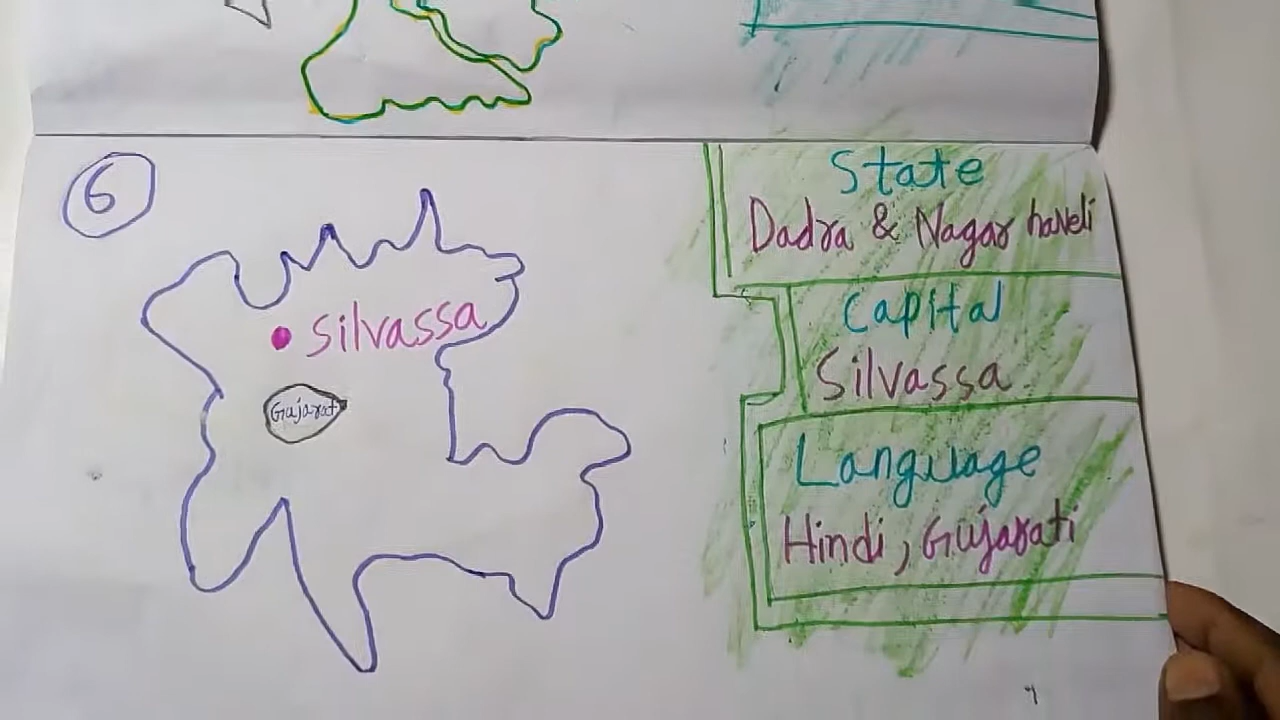 6
State
Dadra & Nagar haveli
Silvassa
Capital
Silvassa
Gujarat
Language
Hindi, Gujarati